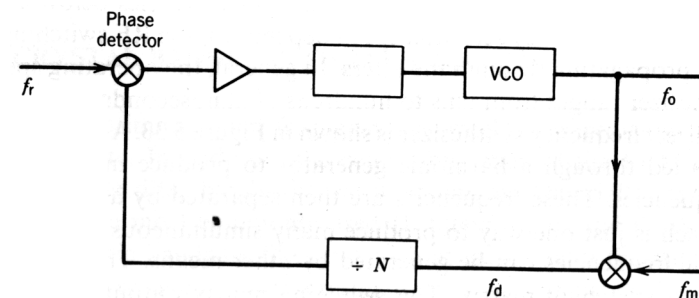 Phase
detector
fr
VCO
fo
÷ N
fd
fm